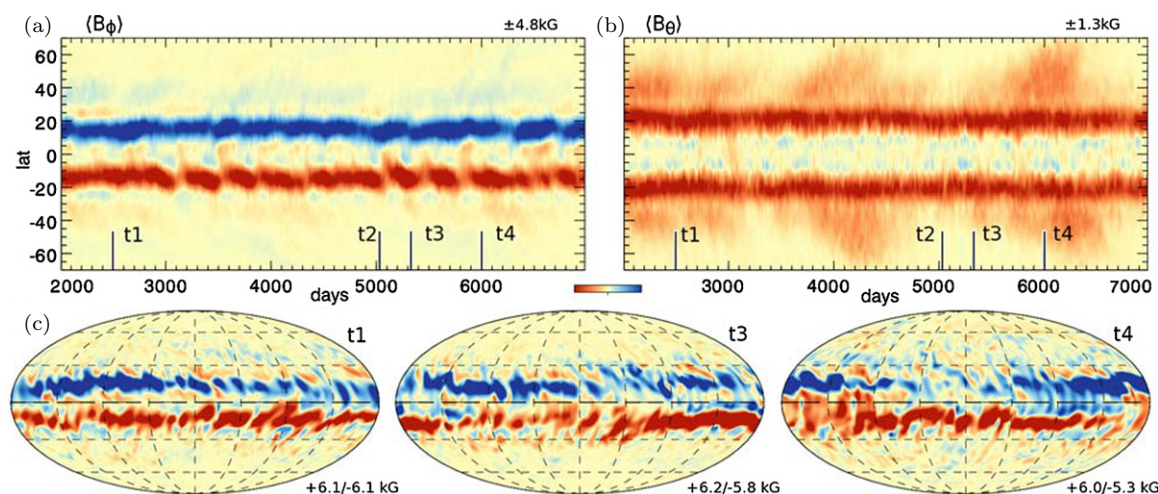 (a) ⟨Bϕ⟩ ±4.8kG
(b) ⟨Bθ⟩ ±1.3kG
60
40
20
0
-20
-40
-60
lat
t1 t2 t3 t4
t1 t2 t3 t4
2000 3000 4000 5000 6000
days
3000 4000 5000 6000 7000
days
(c) t1 t3 t4
+6.1/-6.1 kG +6.2/-5.8 kG +6.0/-5.3 kG